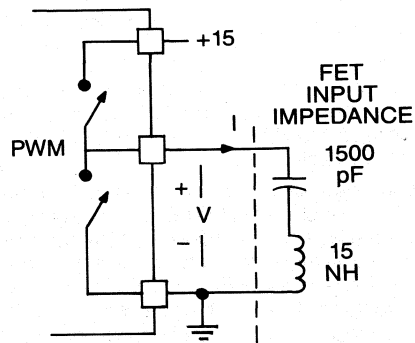 +15
FET
INPUT
IMPEDANCE
PWM
I
1500
pF
+
V
−
15
NH